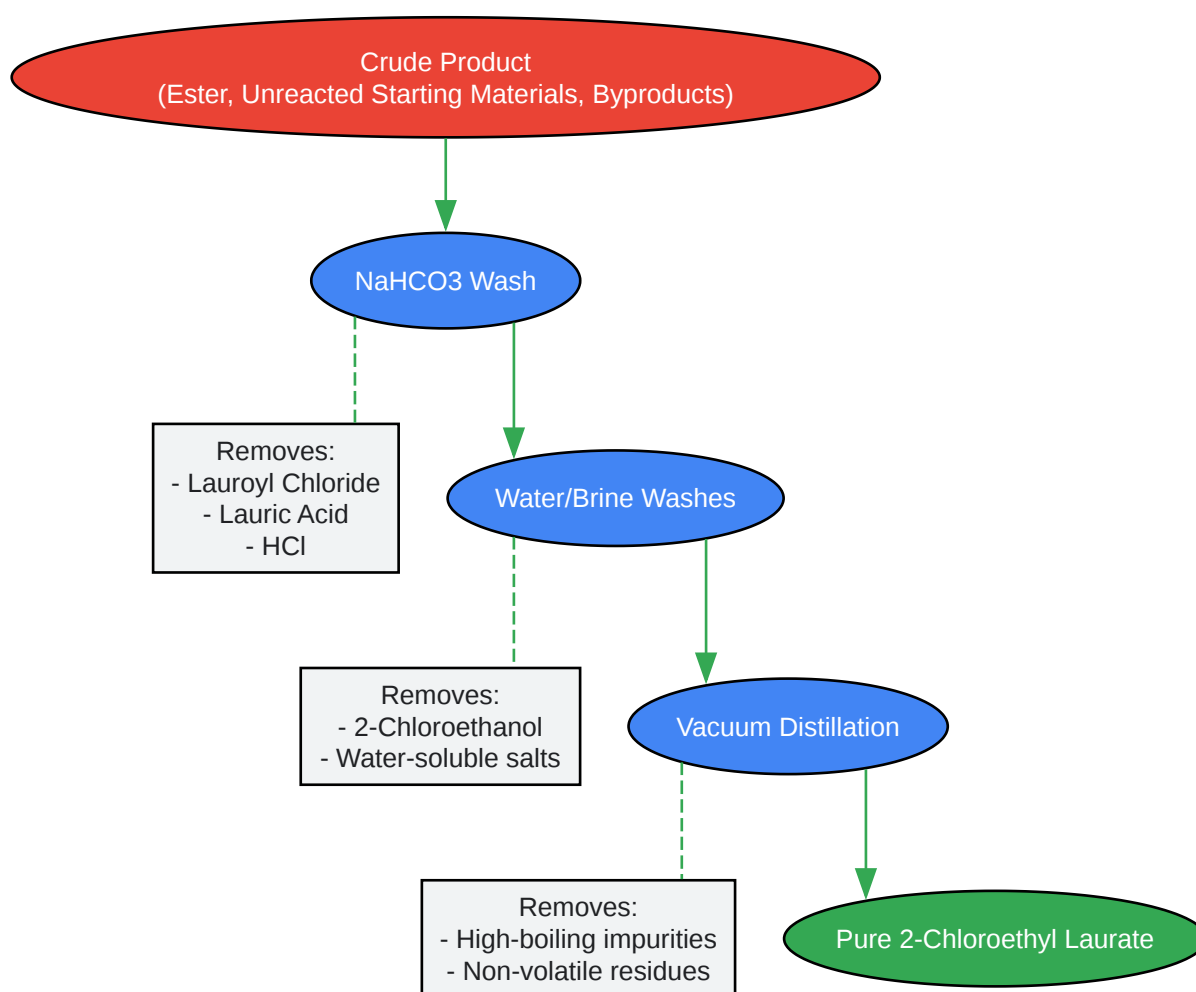 Crude Product
(Ester, Unreacted Starting Materials, Byproducts)
NaHCO3 Wash
Removes:
- Lauroyl Chloride
- Lauric Acid
- HCl
Water/Brine Washes
Removes:
- 2-Chloroethanol
- Water-soluble salts
Vacuum Distillation
Removes:
- High-boiling impurities
- Non-volatile residues
Pure 2-Chloroethyl Laurate